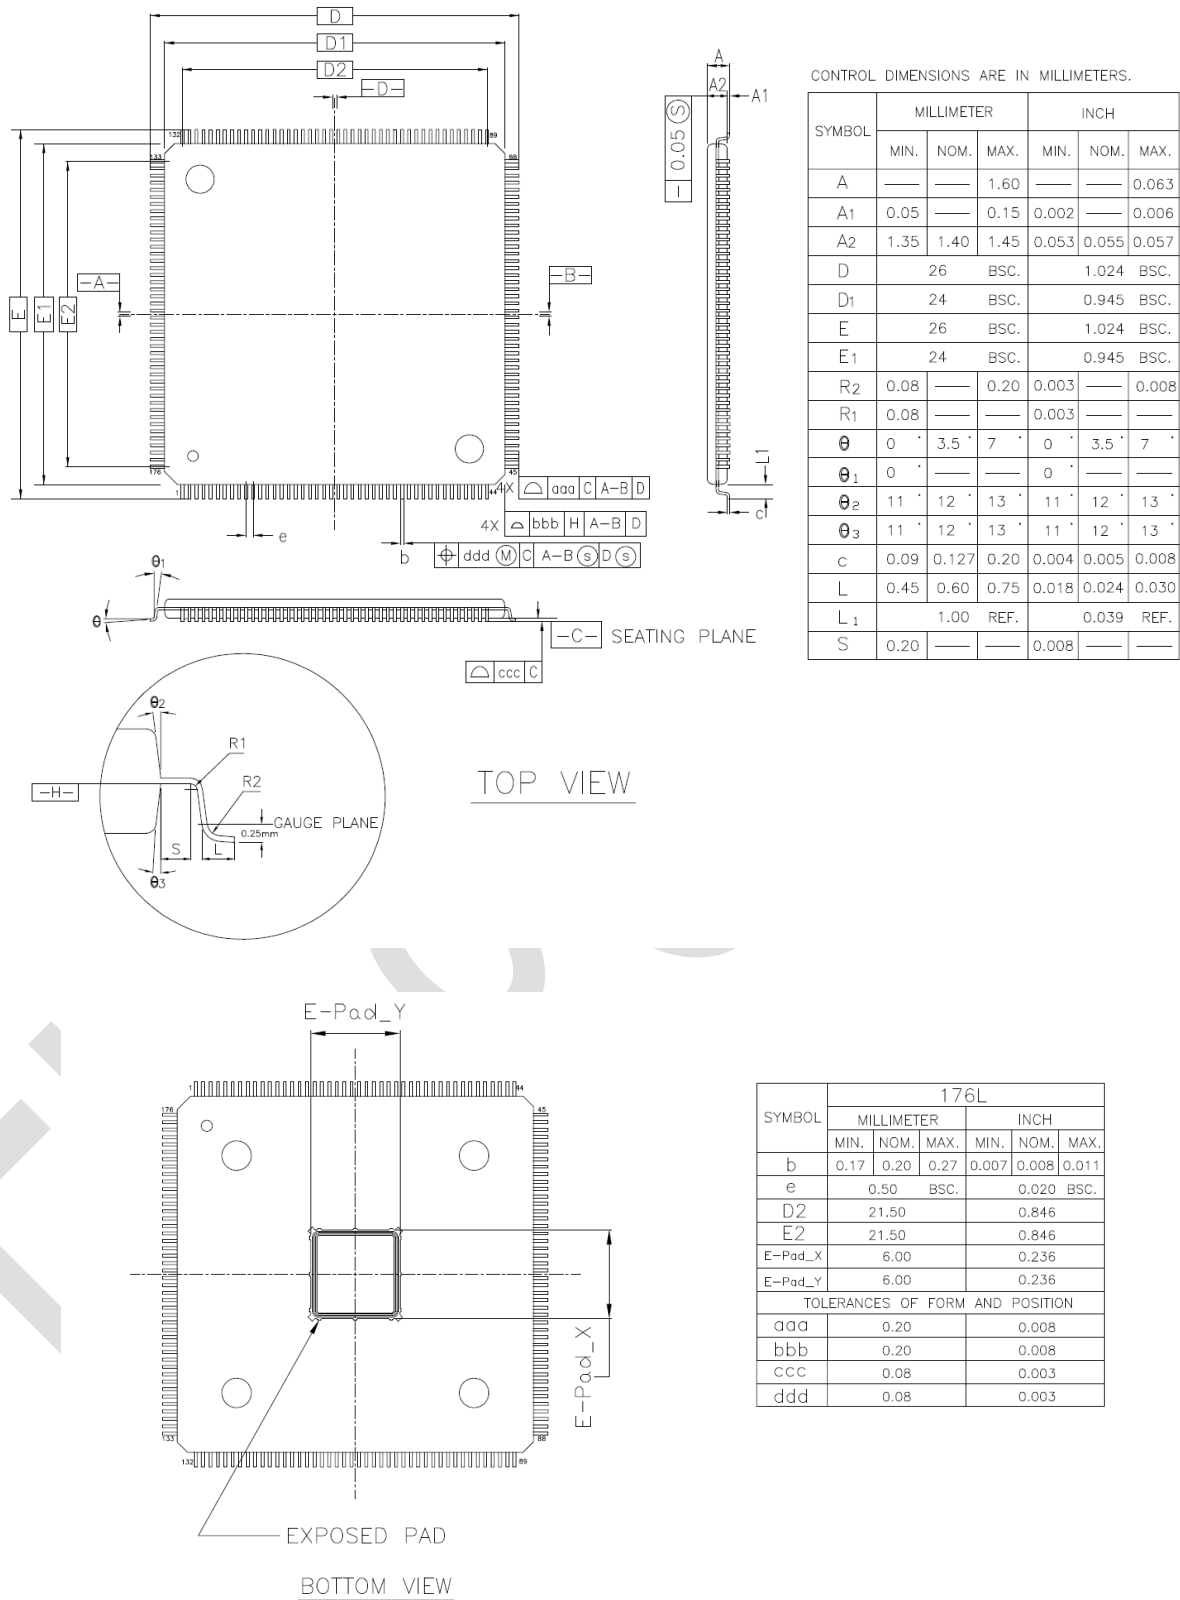 D
D1
D2
-D-
132
89
133
88
E
E1
E2
-A-
-B-
176
45
1
44
e
b
4X aaa C A-B D
4X bbb H A-B D
ddd Ⓜ C A-B Ⓢ D Ⓢ
A
A2
A1
0.05 Ⓢ
L1
c
CONTROL DIMENSIONS ARE IN MILLIMETERS.
SYMBOL MILLIMETER INCH
MIN. NOM. MAX. MIN. NOM. MAX.
A — — 1.60 — — 0.063
A1 0.05 — 0.15 0.002 — 0.006
A2 1.35 1.40 1.45 0.053 0.055 0.057
D 26 BSC. 1.024 BSC.
D1 24 BSC. 0.945 BSC.
E 26 BSC. 1.024 BSC.
E1 24 BSC. 0.945 BSC.
R2 0.08 — 0.20 0.003 — 0.008
R1 0.08 — — 0.003 — —
θ 0° 3.5° 7° 0° 3.5° 7°
θ1 0° — — 0° — —
θ2 11° 12° 13° 11° 12° 13°
θ3 11° 12° 13° 11° 12° 13°
c 0.09 0.127 0.20 0.004 0.005 0.008
L 0.45 0.60 0.75 0.018 0.024 0.030
L1 1.00 REF. 0.039 REF.
S 0.20 — — 0.008 — —
θ1
θ
-C- SEATING PLANE
ccc C
θ2
R1
R2
-H-
GAUGE PLANE
0.25mm
S
L
θ3
TOP VIEW
E-Pad_Y
1
44
176
45
133
88
132
89
E-Pad_X
EXPOSED PAD
BOTTOM VIEW
SYMBOL 176L
MILLIMETER INCH
MIN. NOM. MAX. MIN. NOM. MAX.
b 0.17 0.20 0.27 0.007 0.008 0.011
e 0.50 BSC. 0.020 BSC.
D2 21.50 0.846
E2 21.50 0.846
E-Pad_X 6.00 0.236
E-Pad_Y 6.00 0.236
TOLERANCES OF FORM AND POSITION
aaa 0.20 0.008
bbb 0.20 0.008
ccc 0.08 0.003
ddd 0.08 0.003